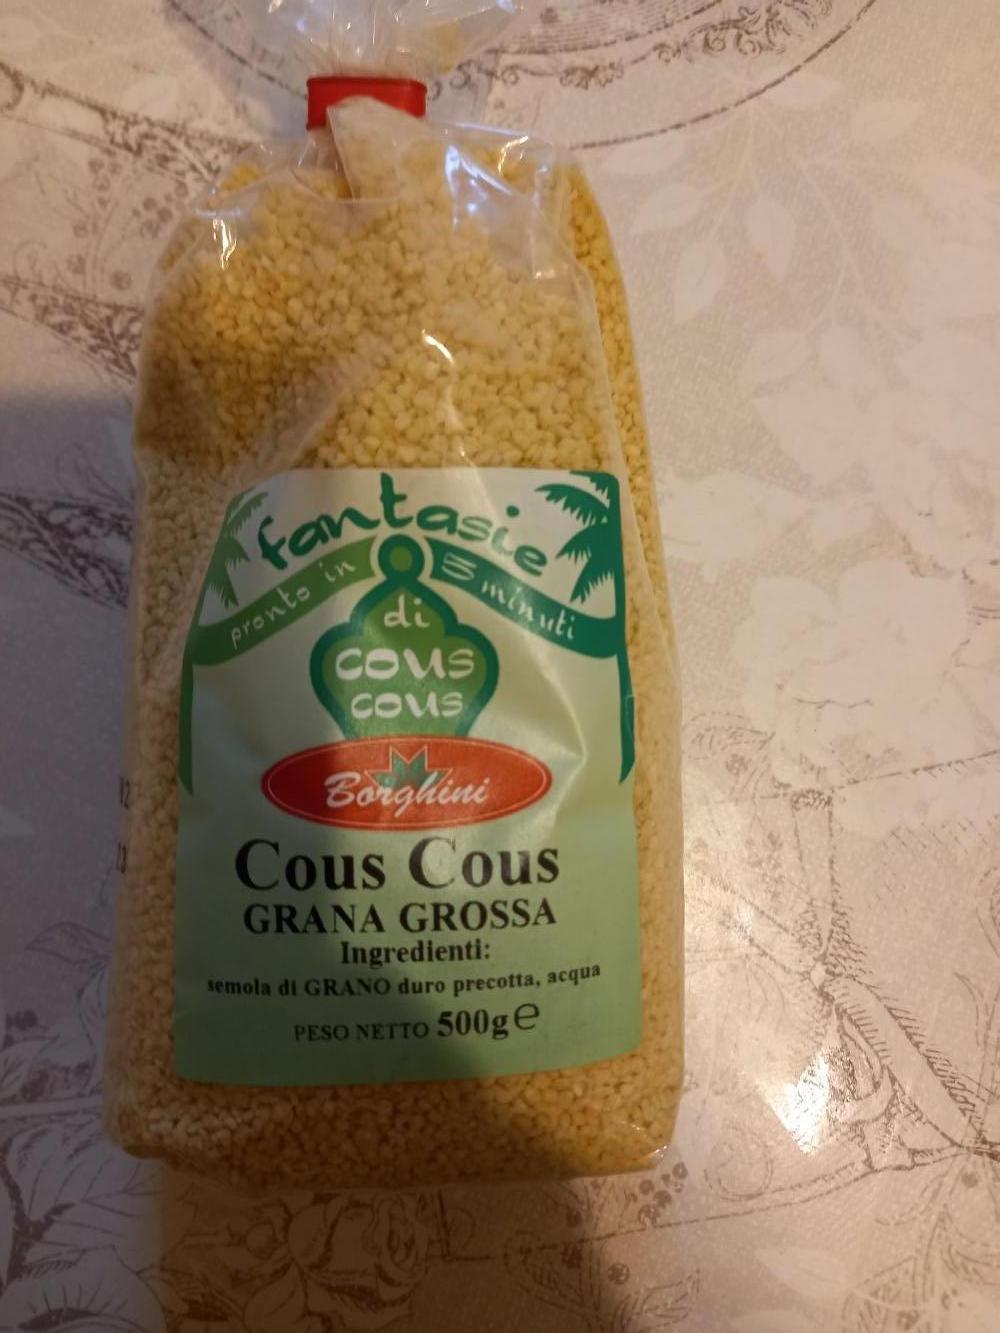 fantasie
pronto in 5 minuti
di
cous
cous
Borghini
Cous Cous
GRANA GROSSA
Ingredienti:
semola di GRANO duro precotta, acqua
PESO NETTO 500g e